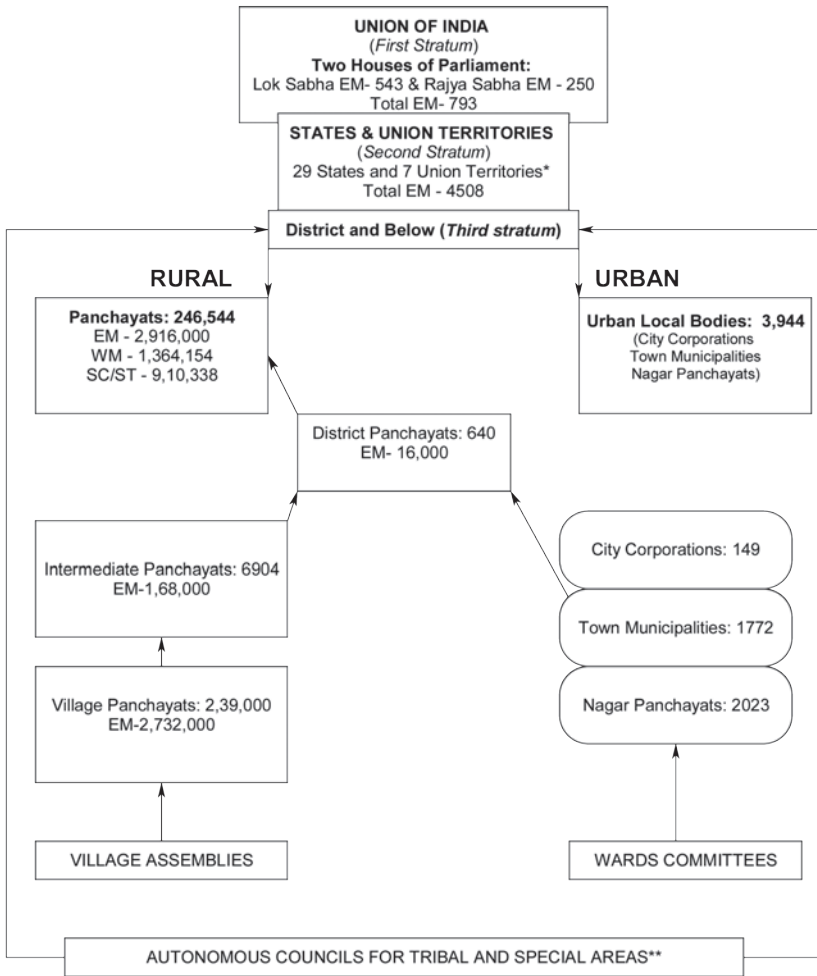 UNION OF INDIA
(First Stratum)
Two Houses of Parliament:
Lok Sabha EM- 543 & Rajya Sabha EM - 250
Total EM- 793
STATES & UNION TERRITORIES
(Second Stratum)
29 States and 7 Union Territories*
Total EM - 4508
District and Below (Third stratum)
RURAL
URBAN
Panchayats: 246,544
EM - 2,916,000
WM - 1,364,154
SC/ST - 9,10,338
Urban Local Bodies: 3,944
(City Corporations
Town Municipalities
Nagar Panchayats)
District Panchayats: 640
EM- 16,000
Intermediate Panchayats: 6904
EM-1,68,000
Village Panchayats: 2,39,000
EM-2,732,000
VILLAGE ASSEMBLIES
City Corporations: 149
Town Municipalities: 1772
Nagar Panchayats: 2023
WARDS COMMITTEES
AUTONOMOUS COUNCILS FOR TRIBAL AND SPECIAL AREAS**